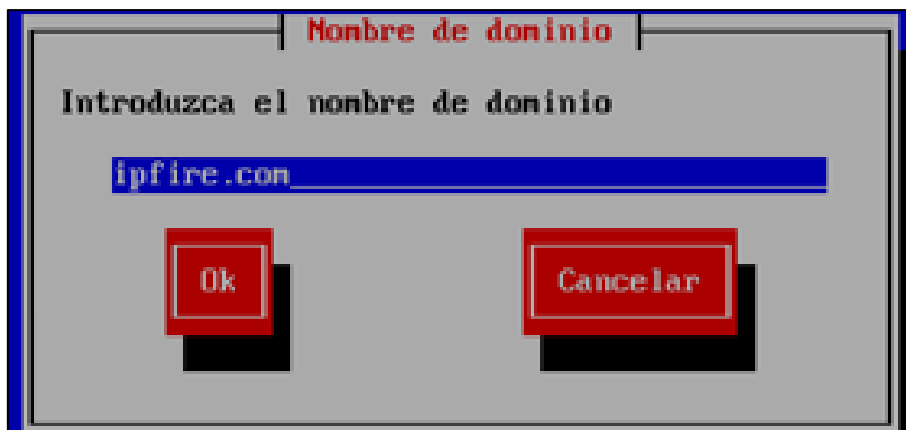 Nombre de dominio
Introduzca el nombre de dominio
ipfire.com
Ok
Cancelar